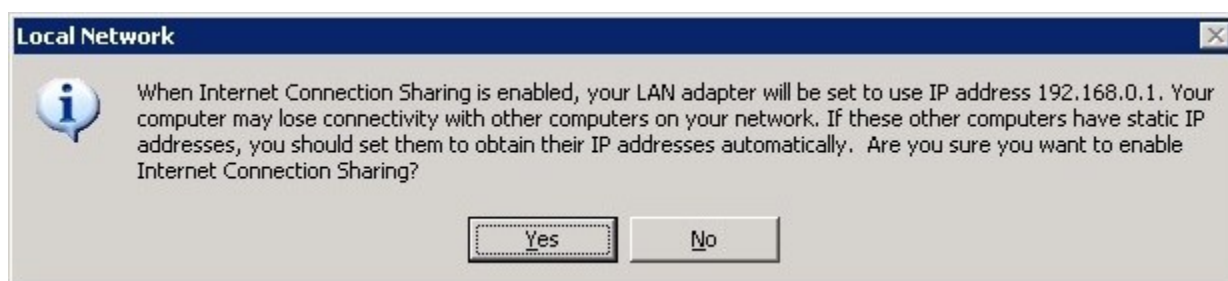 Local Network
When Internet Connection Sharing is enabled, your LAN adapter will be set to use IP address 192.168.0.1. Your
computer may lose connectivity with other computers on your network. If these other computers have static IP
addresses, you should set them to obtain their IP addresses automatically.  Are you sure you want to enable
Internet Connection Sharing?
Yes No